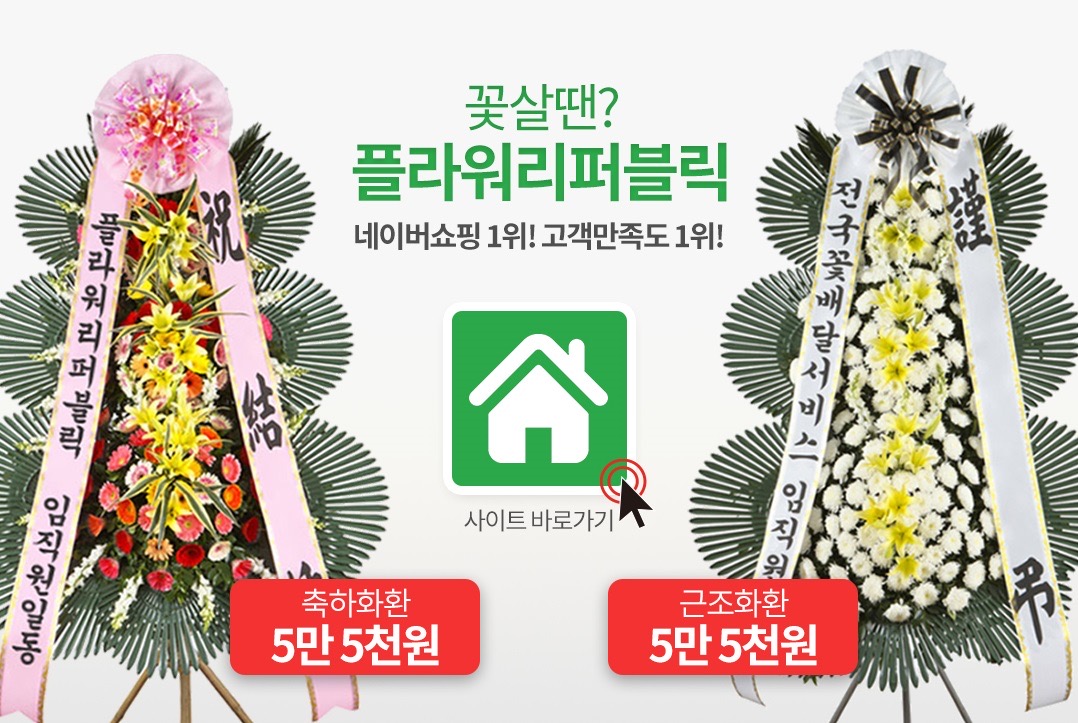 꽃살땐?
플라워리퍼블릭
네이버쇼핑 1위! 고객만족도 1위!
사이트 바로가기
축하화환
5만 5천원
근조화환
5만 5천원
플라워리퍼블릭 임직원일동
祝結
전국꽃배달서비스 임직원
謹弔